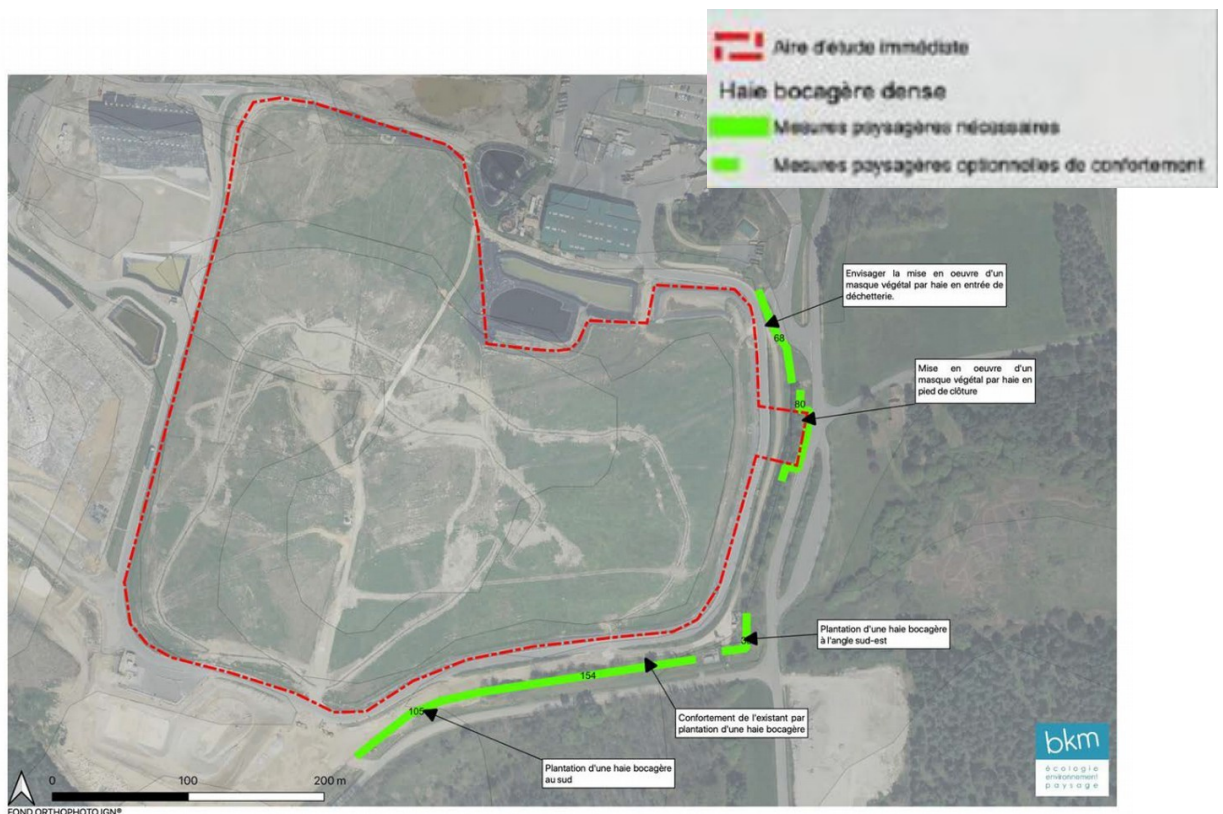 Aire d'étude immédiate
Haie bocagère dense
Mesures paysagères nécessaires
Mesures paysagères optionnelles de confortement
Envisager la mise en oeuvre d'un
masque végétal par haie en entrée de
déchetterie.
68
Mise en oeuvre d'un
masque végétal par haie en
pied de clôture
80
Plantation d'une haie bocagère
à l'angle sud-est
154
Confortement de l'existant par
plantation d'une haie bocagère
105
Plantation d'une haie bocagère
au sud
bkm
écologie
environnement
paysage
0 100 200 m
FOND ORTHOPHOTO IGN®